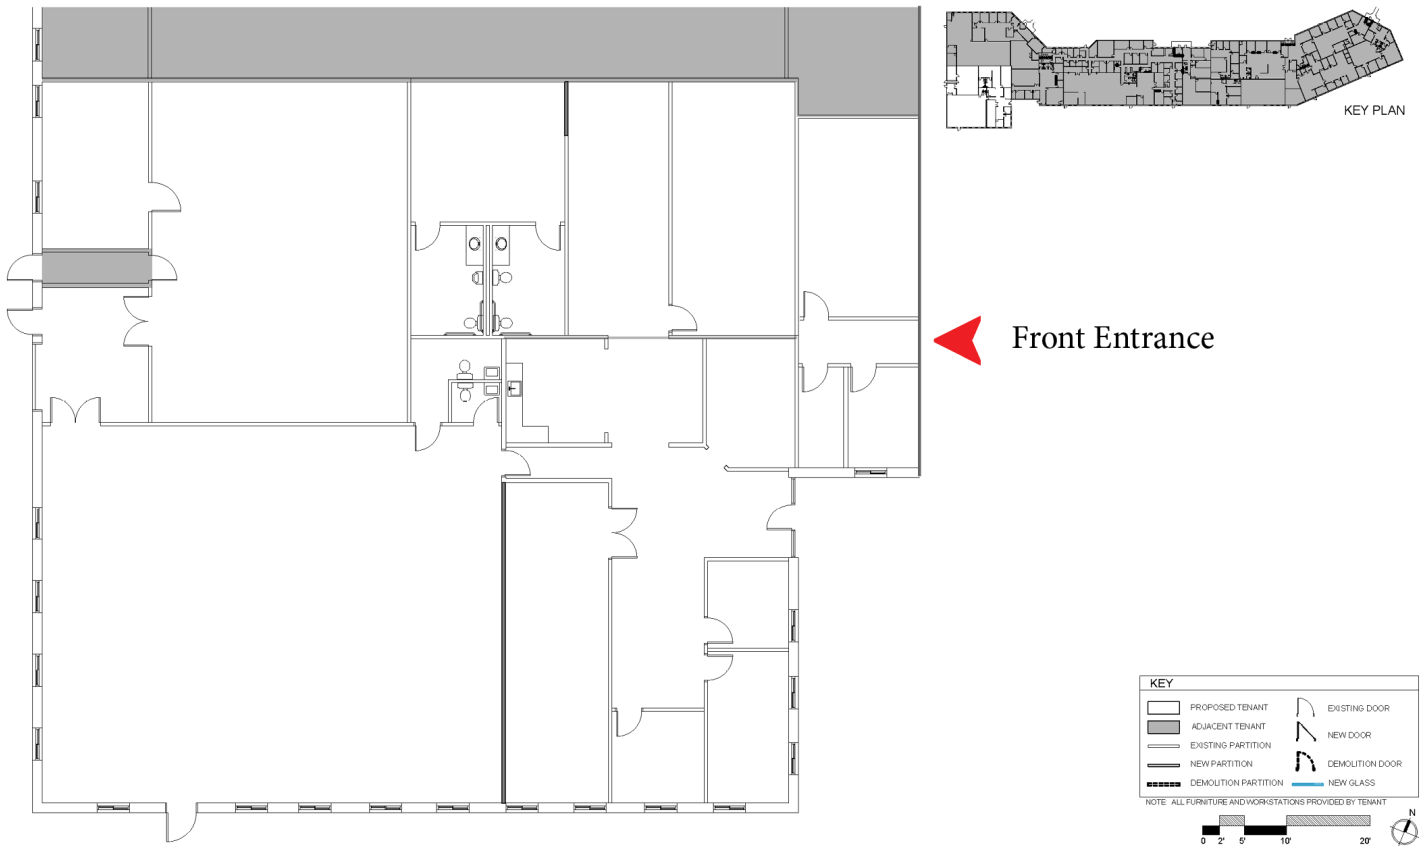 KEY PLAN
Front Entrance
KEY
PROPOSED TENANT
EXISTING DOOR
ADJACENT TENANT
NEW DOOR
EXISTING PARTITION
NEW PARTITION
DEMOLITION DOOR
DEMOLITION PARTITION
NEW GLASS
NOTE: ALL FURNITURE AND WORKSTATIONS PROVIDED BY TENANT
N
0 2' 5' 10' 20'